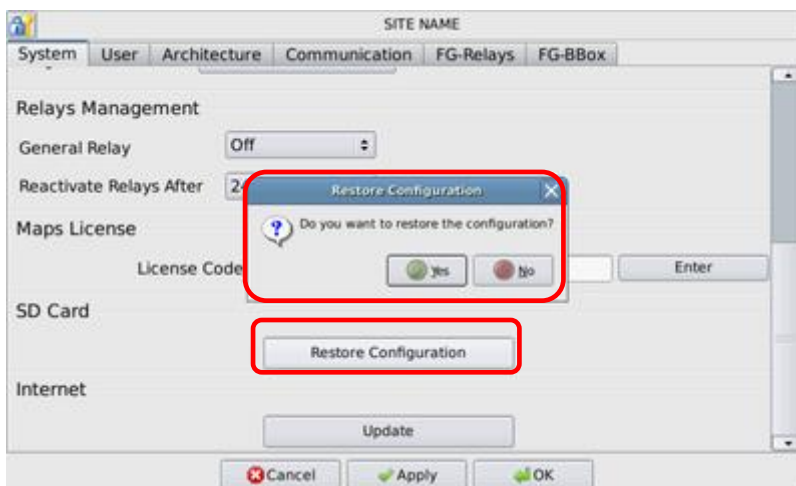 SITE NAME
System User Architecture Communication FG-Relays FG-BBox
Relays Management
General Relay Off
Reactivate Relays After
Restore Configuration
Do you want to restore the configuration?
Yes No
Maps License
License Code Enter
SD Card
Restore Configuration
Internet
Update
Cancel Apply OK